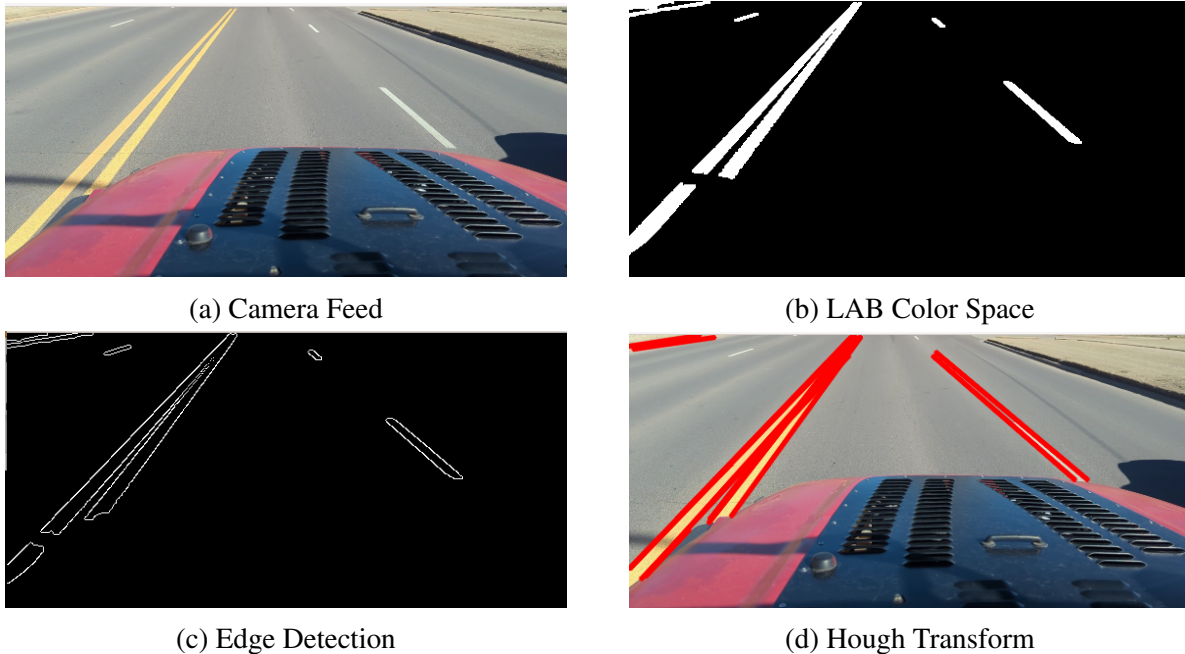 (a) Camera Feed
(b) LAB Color Space
(c) Edge Detection
(d) Hough Transform